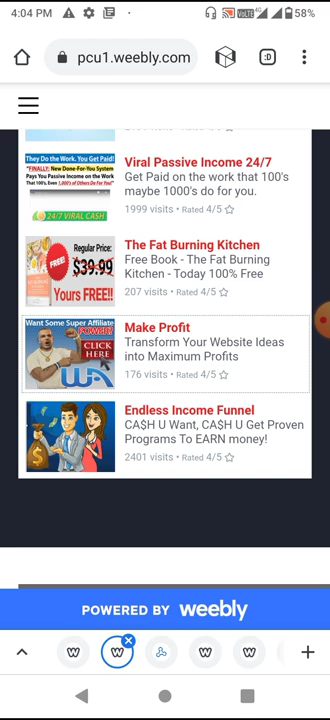 4:04 PM
58%
pcu1.weebly.com
:D
They Do the Work. You Get Paid!
"FINALLY: New Done-For-You System
Pays You Passive Income on the Work
That 100's, Even 1,000's of Others Do For You!"
24/7 VIRAL CASH
Viral Passive Income 24/7
Get Paid on the work that 100's
maybe 1000's do for you.
1999 visits • Rated 4/5
FREE!
Regular Price:
$39.99
Yours FREE!!
The Fat Burning Kitchen
Free Book - The Fat Burning
Kitchen - Today 100% Free
207 visits • Rated 4/5
Want Some Super Affiliate
POWERS?
CLICK
HERE
WA
Make Profit
Transform Your Website Ideas
into Maximum Profits
176 visits • Rated 4/5
$
Endless Income Funnel
CA$H U Want, CA$H U Get Proven
Programs To EARN money!
2401 visits • Rated 4/5
POWERED BY weebly